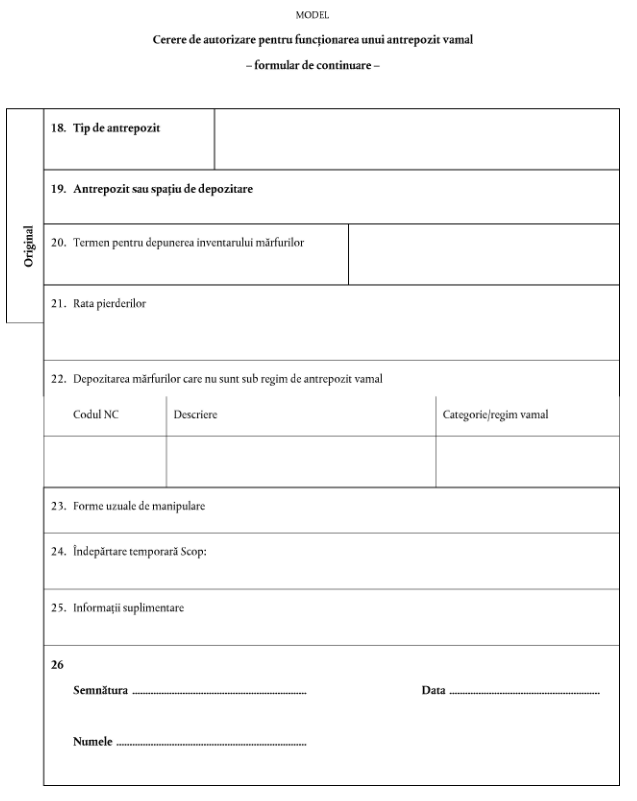 MODEL
Cerere de autorizare pentru funcționarea unui antrepozit vamal
– formular de continuare –
Original
18. Tip de antrepozit
19. Antrepozit sau spațiu de depozitare
20. Termen pentru depunerea inventarului mărfurilor
21. Rata pierderilor
22. Depozitarea mărfurilor care nu sunt sub regim de antrepozit vamal
Codul NC Descriere Categorie/regim vamal
23. Forme uzuale de manipulare
24. Îndepărtare temporară Scop:
25. Informații suplimentare
26
Semnătura ............................................................ Data ....................................................
Numele ..................................................................